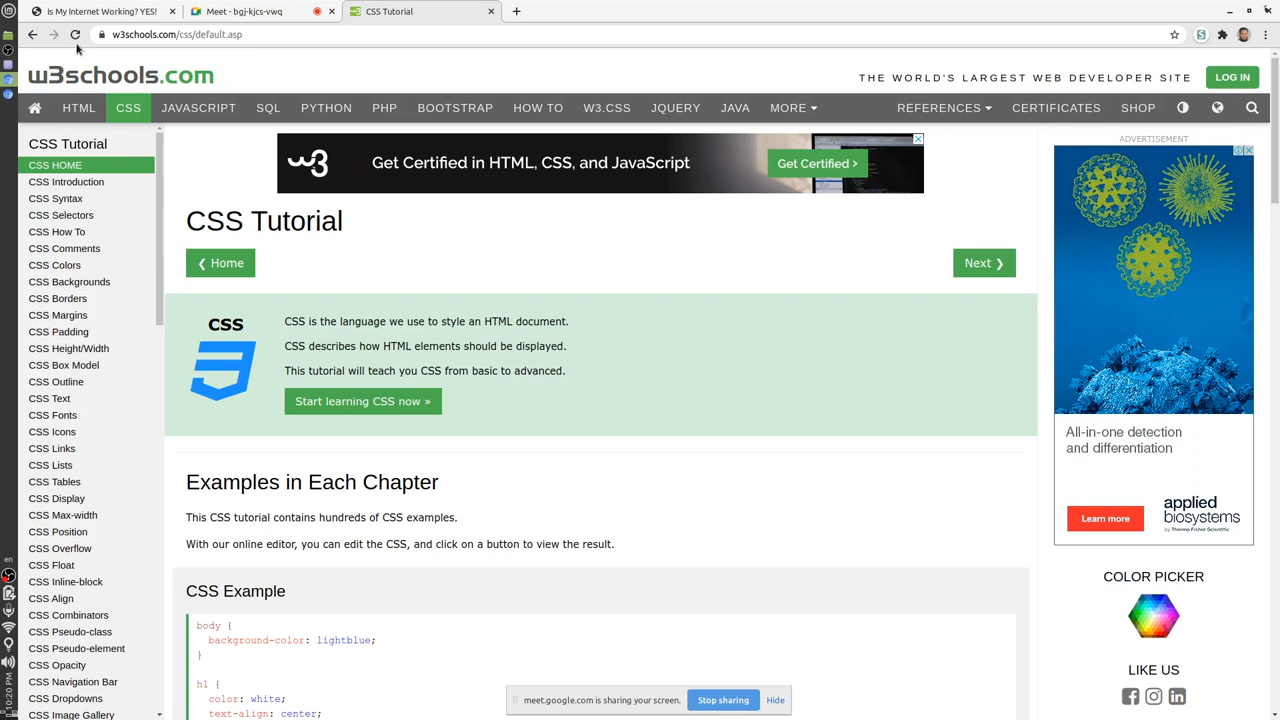 Is My Internet Working? YES!
Meet - bgj-kjcs-vwq
CSS Tutorial
w3schools.com/css/default.asp
w3schools.com
THE WORLD'S LARGEST WEB DEVELOPER SITE
LOG IN
HTML
CSS
JAVASCRIPT
SQL
PYTHON
PHP
BOOTSTRAP
HOW TO
W3.CSS
JQUERY
JAVA
MORE
REFERENCES
CERTIFICATES
SHOP
CSS Tutorial
CSS HOME
CSS Introduction
CSS Syntax
CSS Selectors
CSS How To
CSS Comments
CSS Colors
CSS Backgrounds
CSS Borders
CSS Margins
CSS Padding
CSS Height/Width
CSS Box Model
CSS Outline
CSS Text
CSS Fonts
CSS Icons
CSS Links
CSS Lists
CSS Tables
CSS Display
CSS Max-width
CSS Position
CSS Overflow
CSS Float
CSS Inline-block
CSS Align
CSS Combinators
CSS Pseudo-class
CSS Pseudo-element
CSS Opacity
CSS Navigation Bar
CSS Dropdowns
CSS Image Gallery
w3
Get Certified in HTML, CSS, and JavaScript
Get Certified >
CSS Tutorial
❮ Home
Next ❯
CSS
CSS is the language we use to style an HTML document.
CSS describes how HTML elements should be displayed.
This tutorial will teach you CSS from basic to advanced.
Start learning CSS now »
Examples in Each Chapter
This CSS tutorial contains hundreds of CSS examples.
With our online editor, you can edit the CSS, and click on a button to view the result.
CSS Example
body {
background-color: lightblue;
}
h1 {
color: white;
text-align: center;
ADVERTISEMENT
All-in-one detection
and differentiation
Learn more
applied
biosystems
by Thermo Fisher Scientific
COLOR PICKER
LIKE US
meet.google.com is sharing your screen.
Stop sharing
Hide
en
10:20 PM